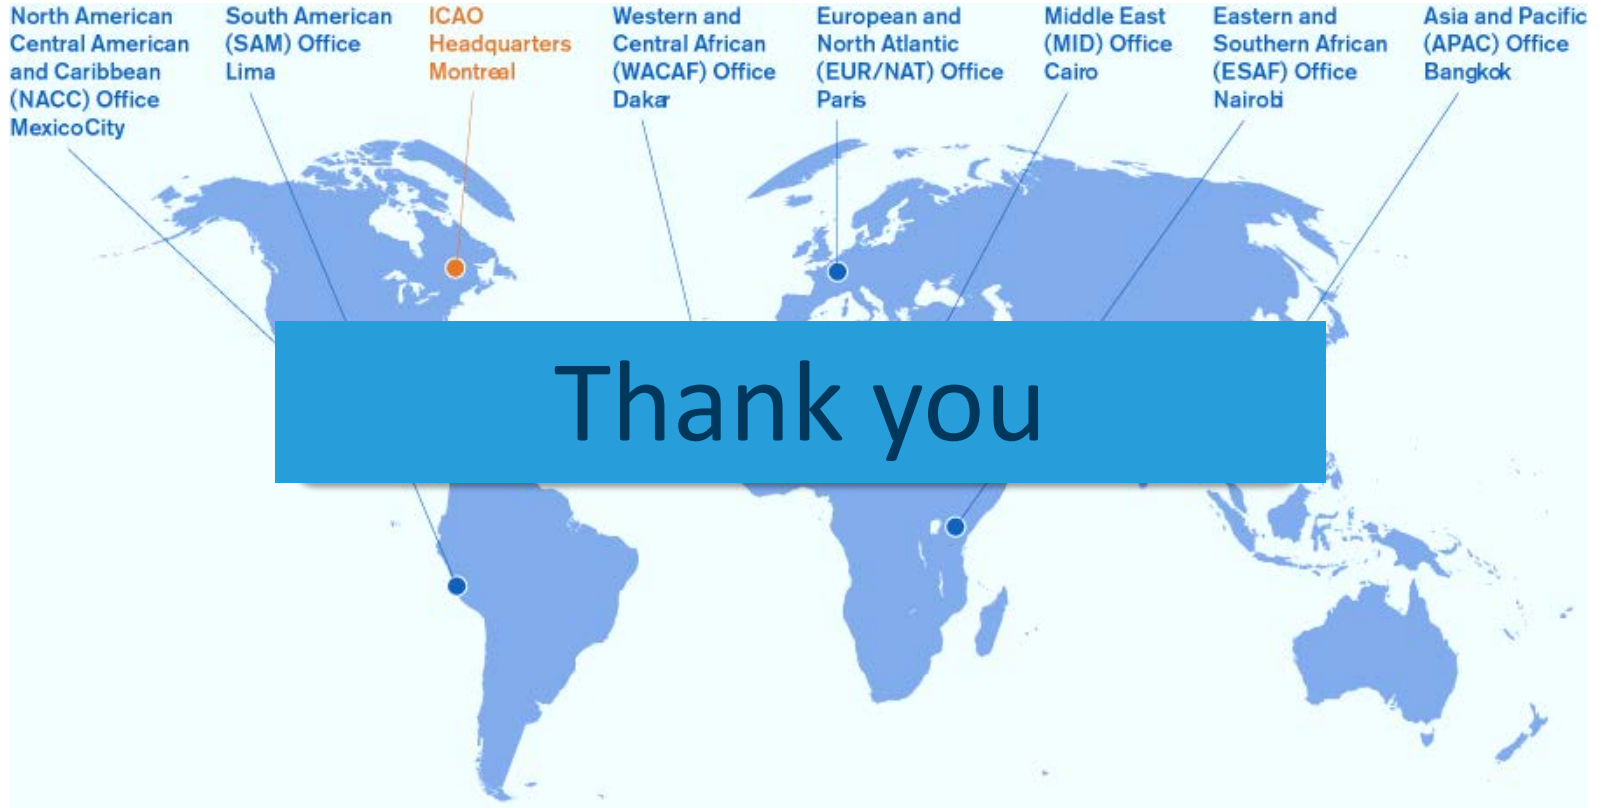 North American
Central American
and Caribbean
(NACC) Office
MexicoCity
South American
(SAM) Office
Lima
ICAO
Headquarters
Montreal
Western and
Central African
(WACAF) Office
Dakar
European and
North Atlantic
(EUR/NAT) Office
Paris
Middle East
(MID) Office
Cairo
Eastern and
Southern African
(ESAF) Office
Nairobi
Asia and Pacific
(APAC) Office
Bangkok
Thank you